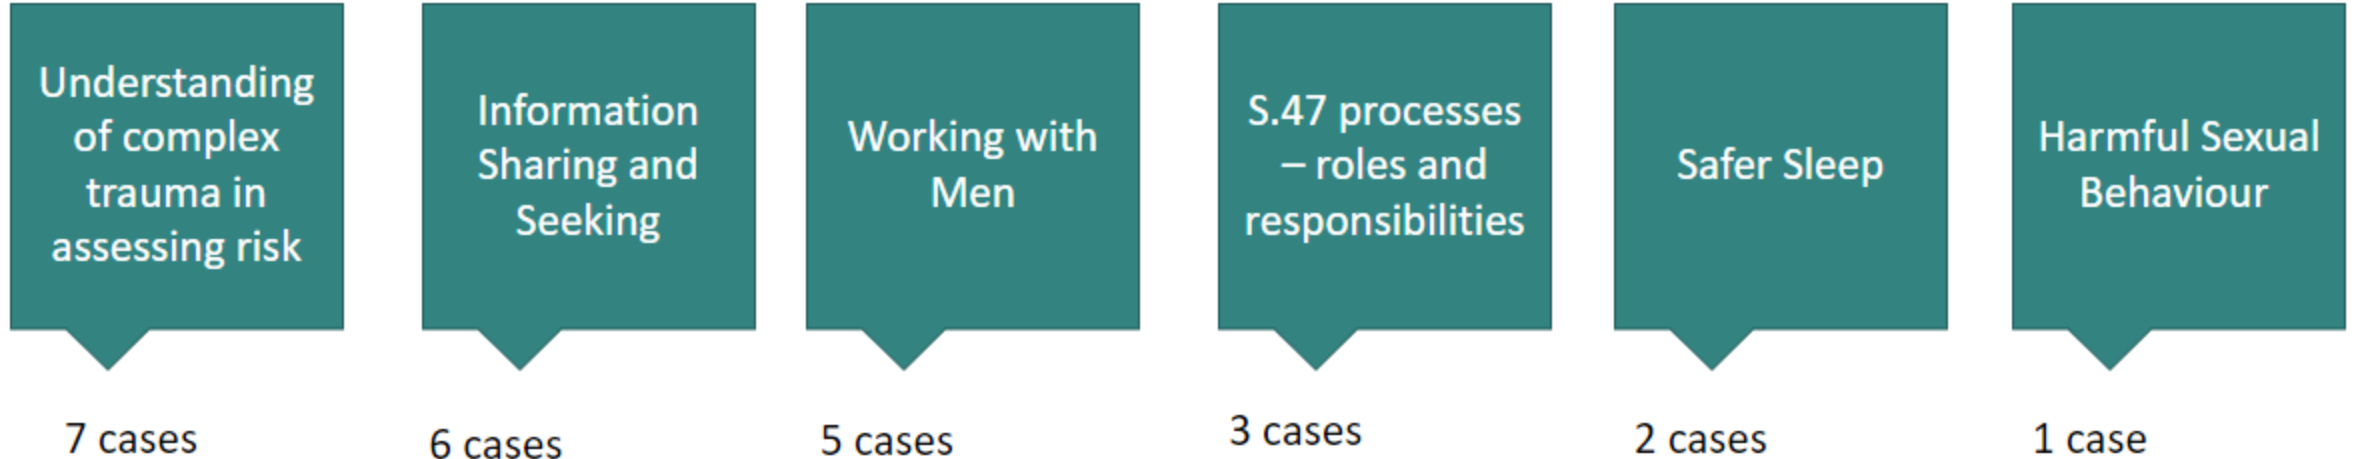 Understanding
of complex
trauma in
assessing risk
7 cases
Information
Sharing and
Seeking
6 cases
Working with
Men
5 cases
S.47 processes
– roles and
responsibilities
3 cases
Safer Sleep
2 cases
Harmful Sexual
Behaviour
1 case